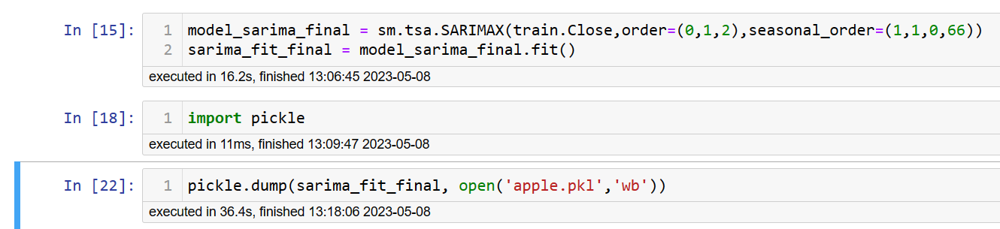 In [15]:
1 model_sarima_final = sm.tsa.SARIMAX(train.Close,order=(0,1,2),seasonal_order=(1,1,0,66))
2 sarima_fit_final = model_sarima_final.fit()
executed in 16.2s, finished 13:06:45 2023-05-08
In [18]:
1 import pickle
executed in 11ms, finished 13:09:47 2023-05-08
In [22]:
1 pickle.dump(sarima_fit_final, open('apple.pkl','wb'))
executed in 36.4s, finished 13:18:06 2023-05-08